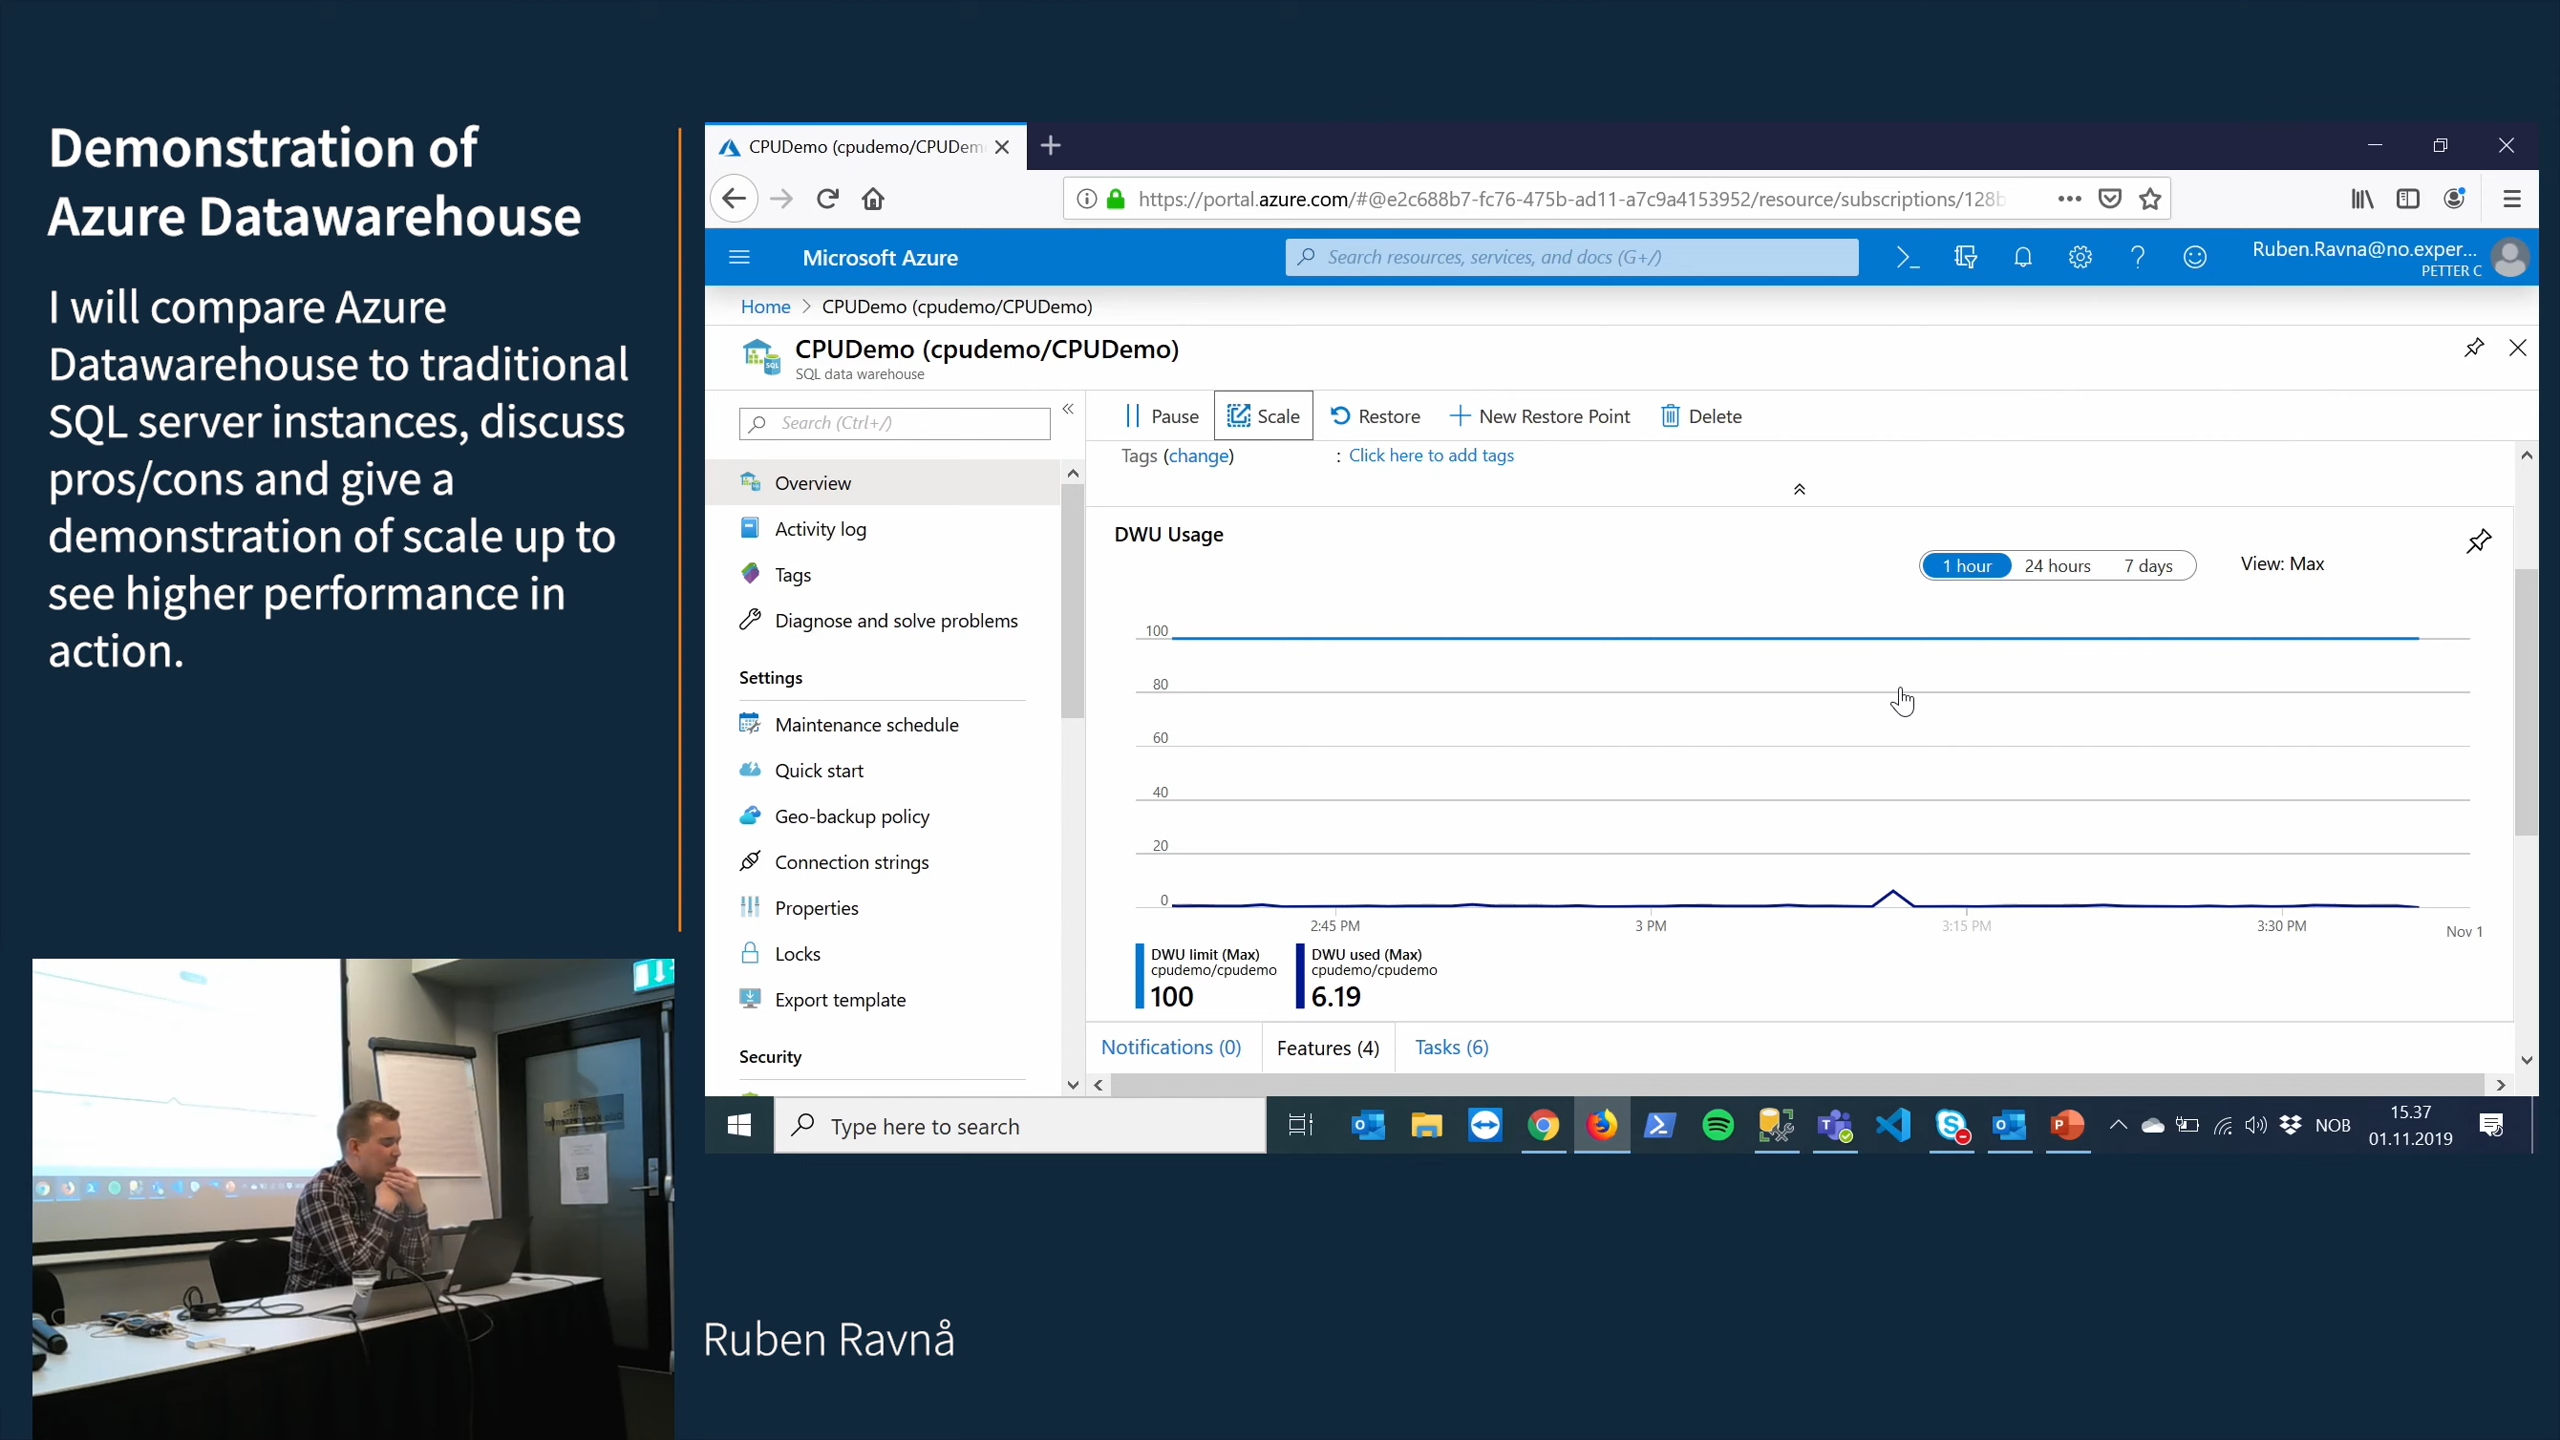 Demonstration of
Azure Datawarehouse
I will compare Azure
Datawarehouse to traditional
SQL server instances, discuss
pros/cons and give a
demonstration of scale up to
see higher performance in
action.
CPUDemo (cpudemo/CPUDem
https://portal.azure.com/#@e2c688b7-fc76-475b-ad11-a7c9a4153952/resource/subscriptions/128b
Microsoft Azure
Search resources, services, and docs (G+/)
Ruben.Ravna@no.exper...
PETTER C
Home > CPUDemo (cpudemo/CPUDemo)
CPUDemo (cpudemo/CPUDemo)
SQL data warehouse
Search (Ctrl+/)
Overview
Activity log
Tags
Diagnose and solve problems
Settings
Maintenance schedule
Quick start
Geo-backup policy
Connection strings
Properties
Locks
Export template
Security
Pause Scale Restore New Restore Point Delete
Tags (change) : Click here to add tags
DWU Usage
1 hour 24 hours 7 days View: Max
100
80
60
40
20
0
2:45 PM 3 PM 3:15 PM 3:30 PM Nov 1
DWU limit (Max)
cpudemo/cpudemo
100
DWU used (Max)
cpudemo/cpudemo
6.19
Notifications (0) Features (4) Tasks (6)
Type here to search
NOB
15.37
01.11.2019
Ruben Ravnå